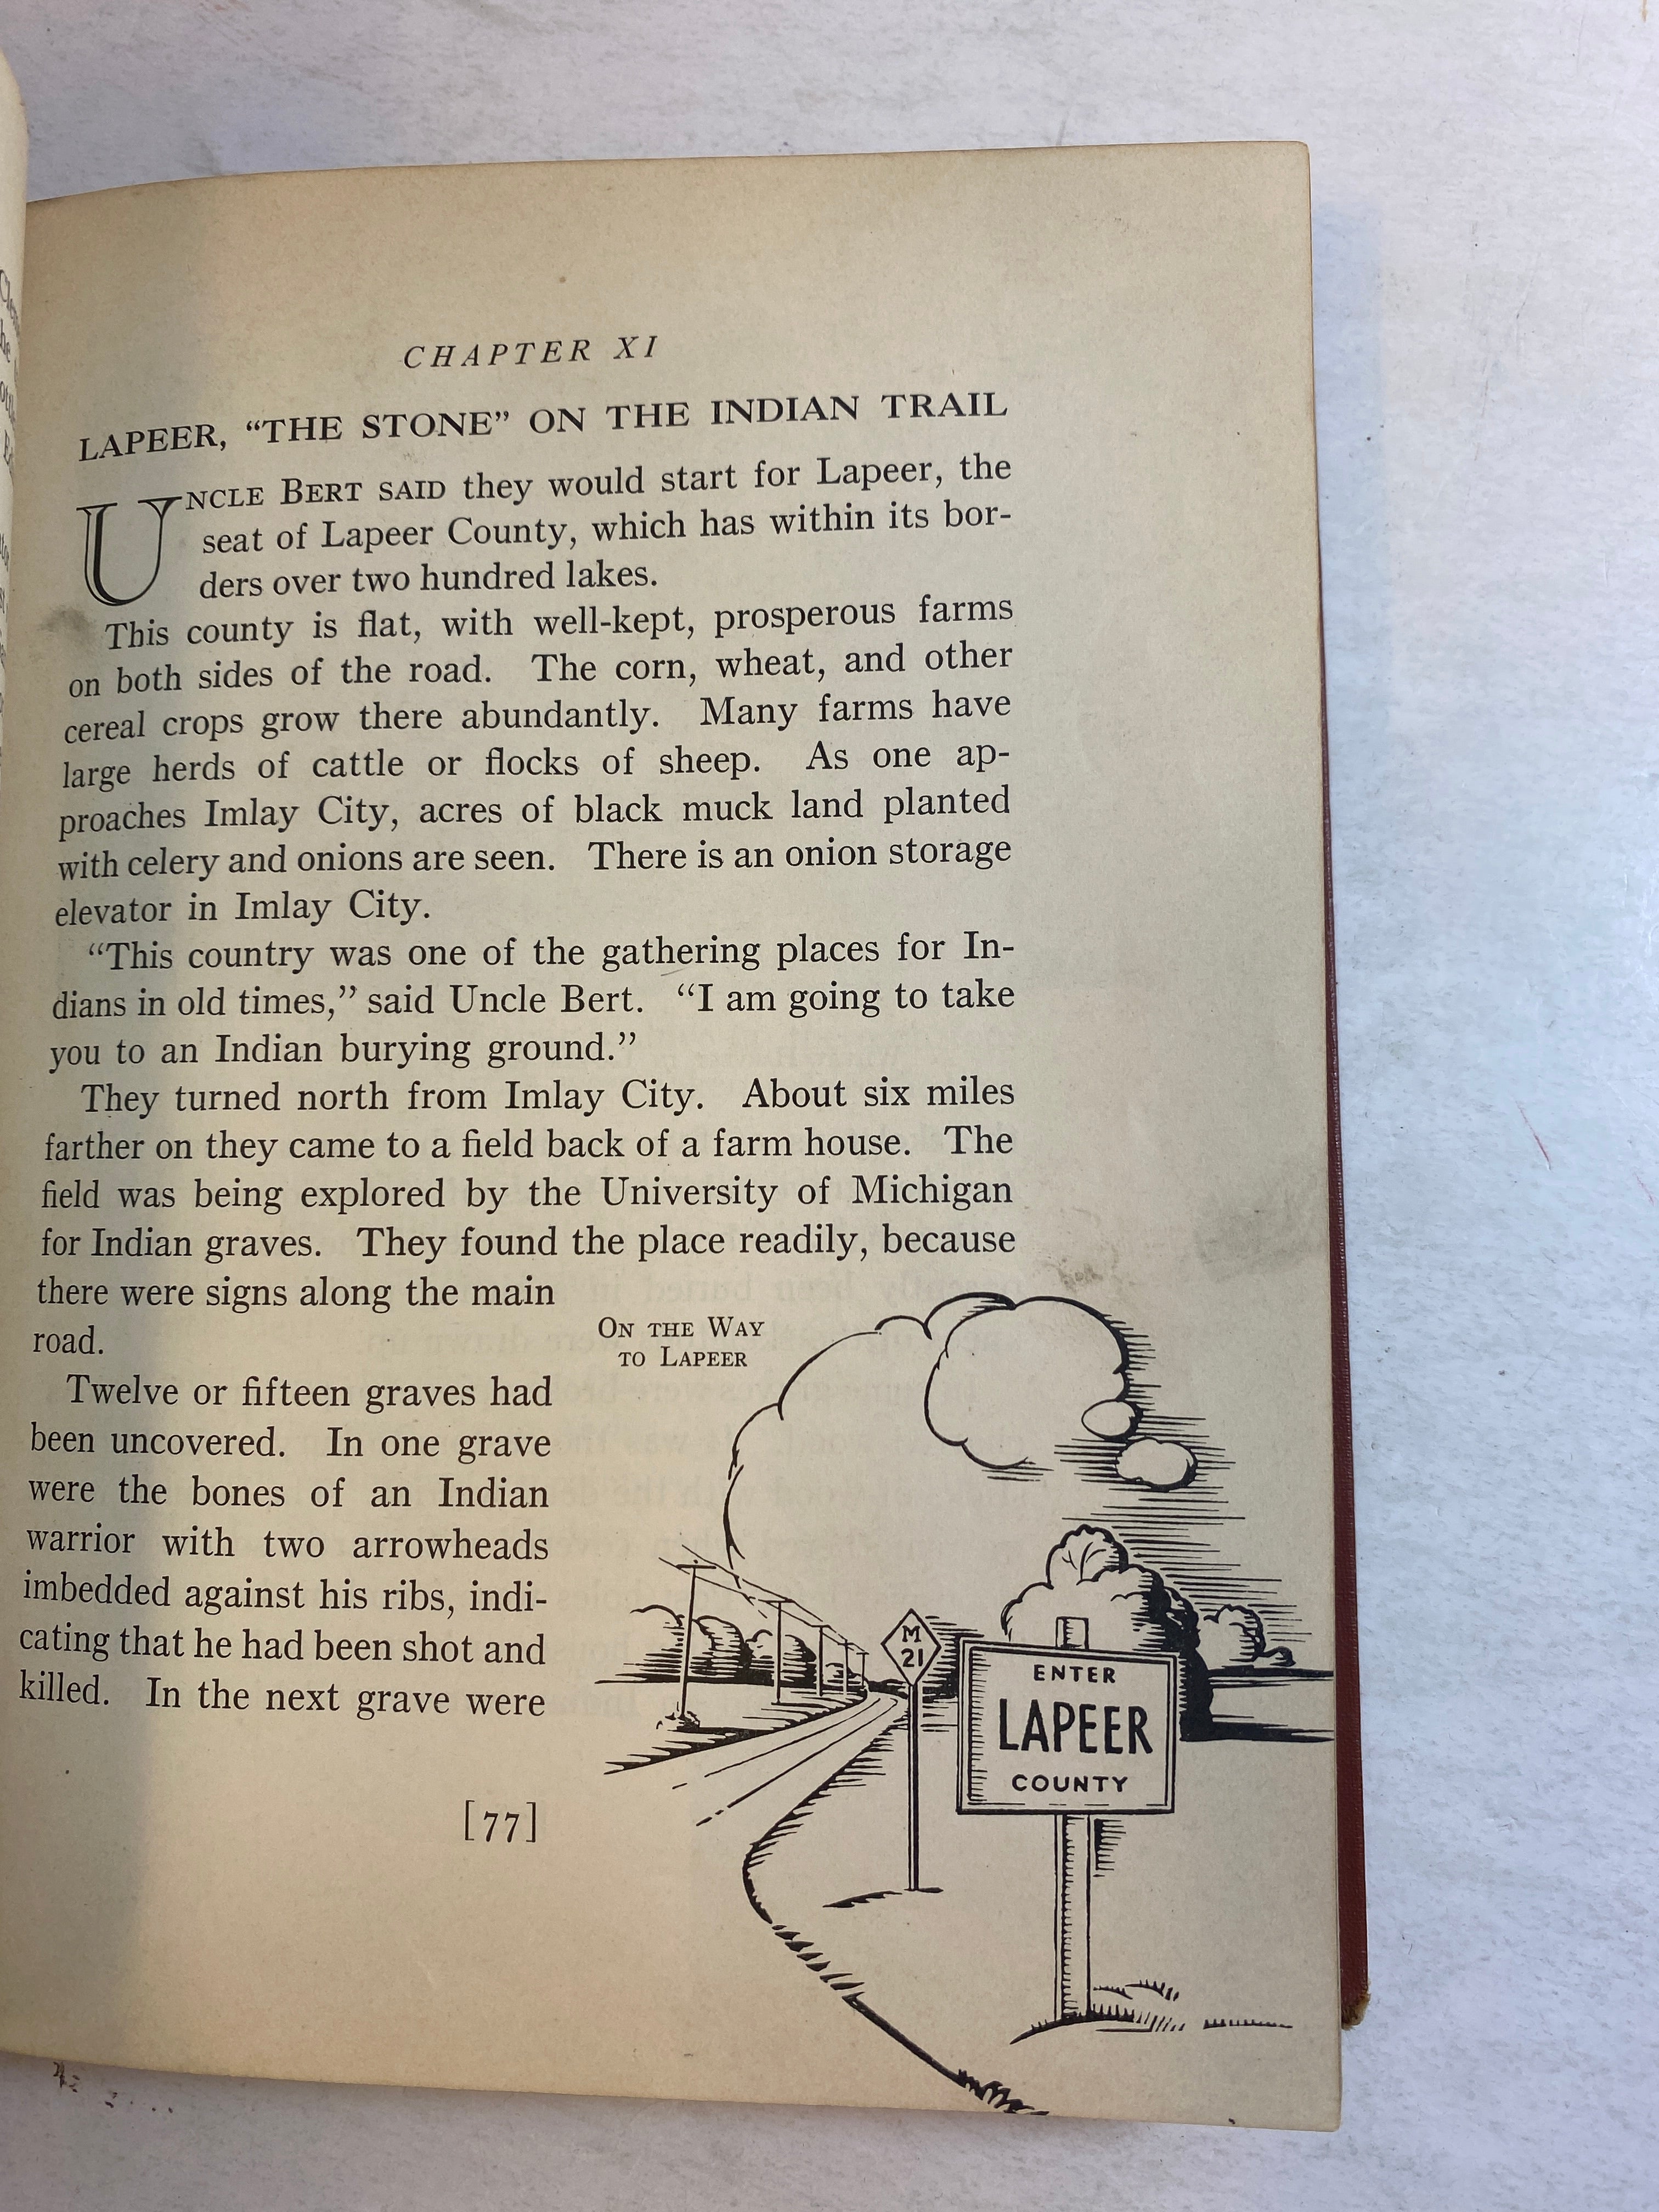 CHAPTER XI
LAPEER, “THE STONE” ON THE INDIAN TRAIL
UNCLE BERT SAID they would start for Lapeer, the
seat of Lapeer County, which has within its bor-
ders over two hundred lakes.
This county is flat, with well-kept, prosperous farms
on both sides of the road. The corn, wheat, and other
cereal crops grow there abundantly. Many farms have
large herds of cattle or flocks of sheep. As one ap-
proaches Imlay City, acres of black muck land planted
with celery and onions are seen. There is an onion storage
elevator in Imlay City.
“This country was one of the gathering places for In-
dians in old times,” said Uncle Bert. “I am going to take
you to an Indian burying ground.”
They turned north from Imlay City. About six miles
farther on they came to a field back of a farm house. The
field was being explored by the University of Michigan
for Indian graves. They found the place readily, because
there were signs along the main
road.
Twelve or fifteen graves had
been uncovered. In one grave
were the bones of an Indian
warrior with two arrowheads
imbedded against his ribs, indi-
cating that he had been shot and
killed. In the next grave were
ON THE WAY
TO LAPEER
M
21
ENTER
LAPEER
COUNTY
[77]